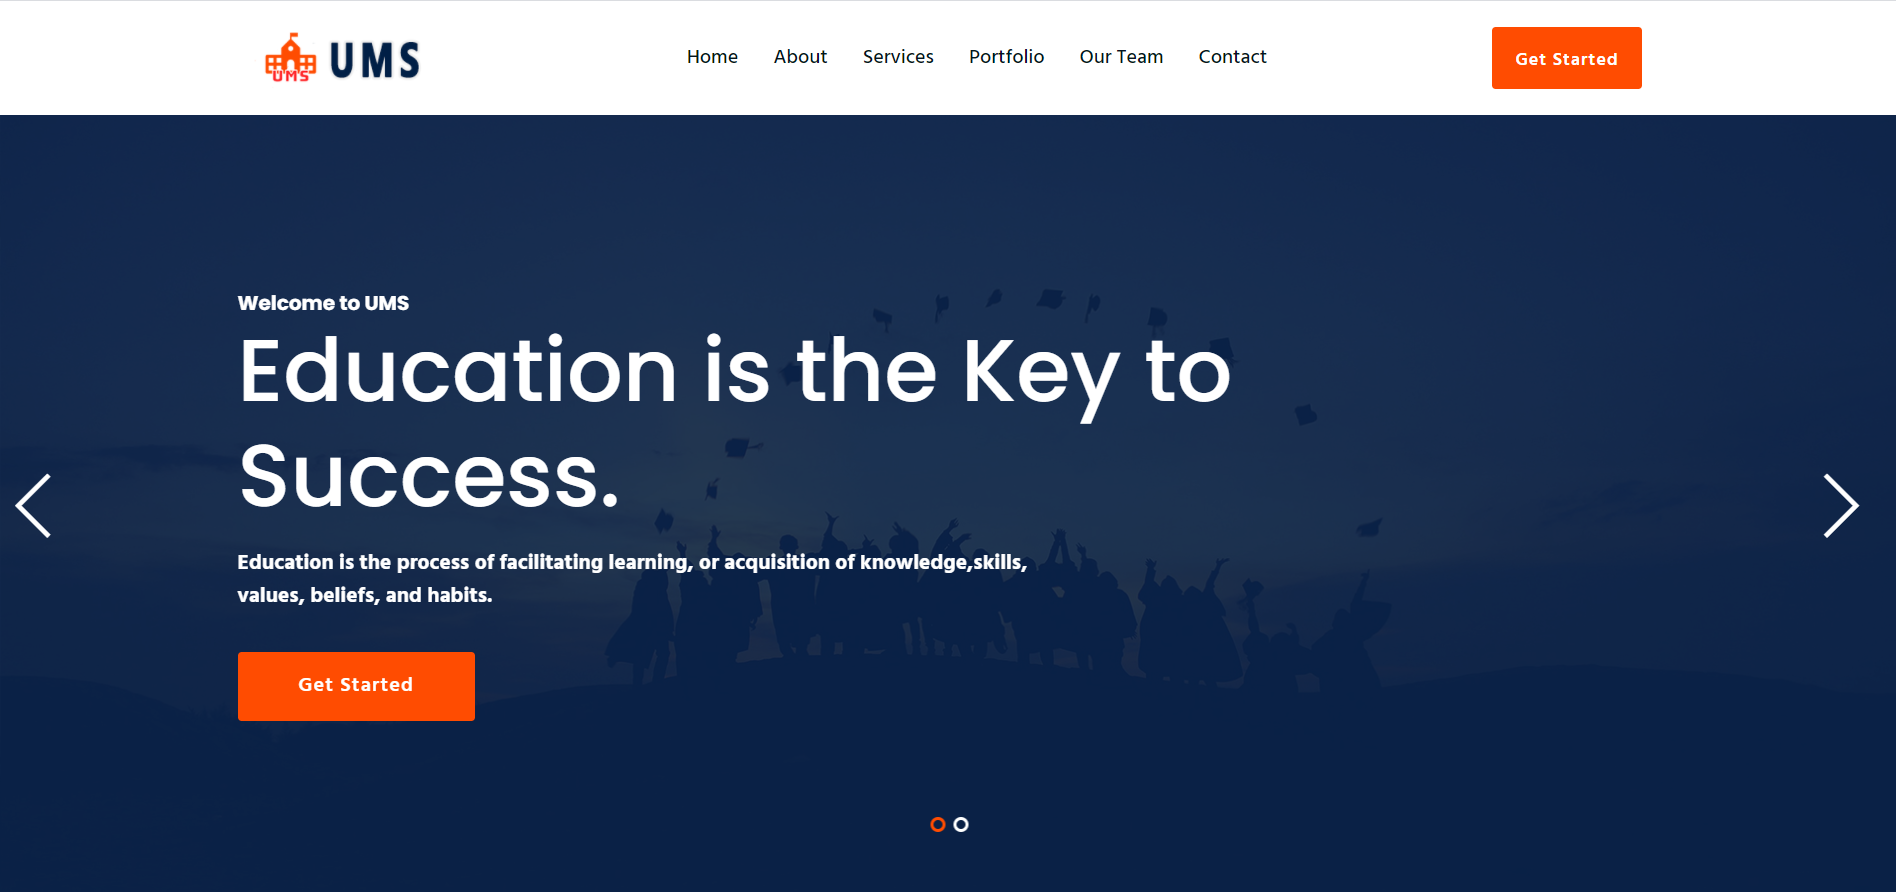 UMS
UMS
Home
About
Services
Portfolio
Our Team
Contact
Get Started
Welcome to UMS
Education is the Key to
Success.
Education is the process of facilitating learning, or acquisition of knowledge,skills,
values, beliefs, and habits.
Get Started